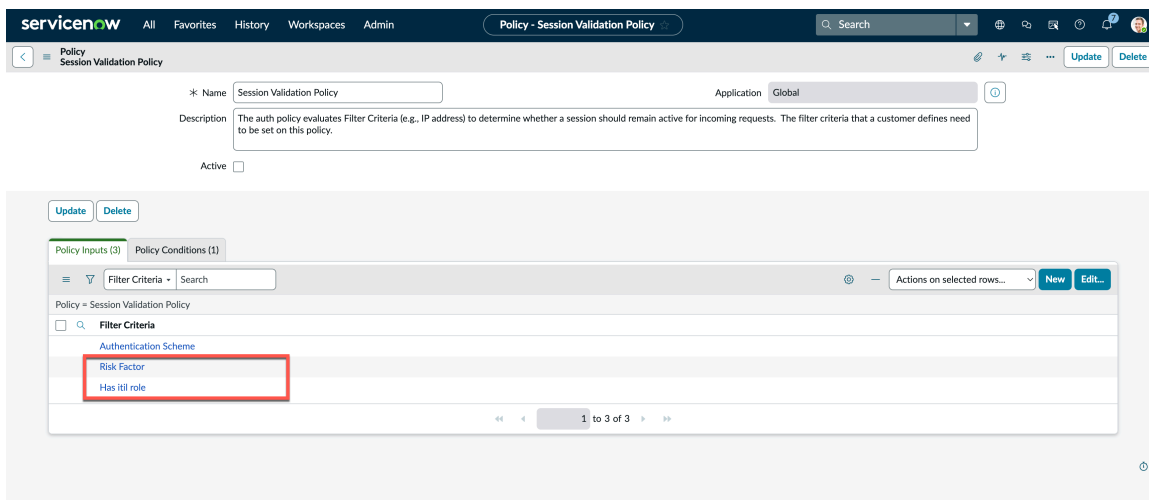 servicenow All Favorites History Workspaces Admin Policy - Session Validation Policy Search 7
Policy
Session Validation Policy
Update Delete
Name Session Validation Policy Application Global
Description The auth policy evaluates Filter Criteria (e.g., IP address) to determine whether a session should remain active for incoming requests. The filter criteria that a customer defines need
to be set on this policy.
Active
Update Delete
Policy Inputs (3) Policy Conditions (1)
Filter Criteria Search Actions on selected rows... New Edit...
Policy = Session Validation Policy
Filter Criteria
Authentication Scheme
Risk Factor
Has itil role
1 to 3 of 3